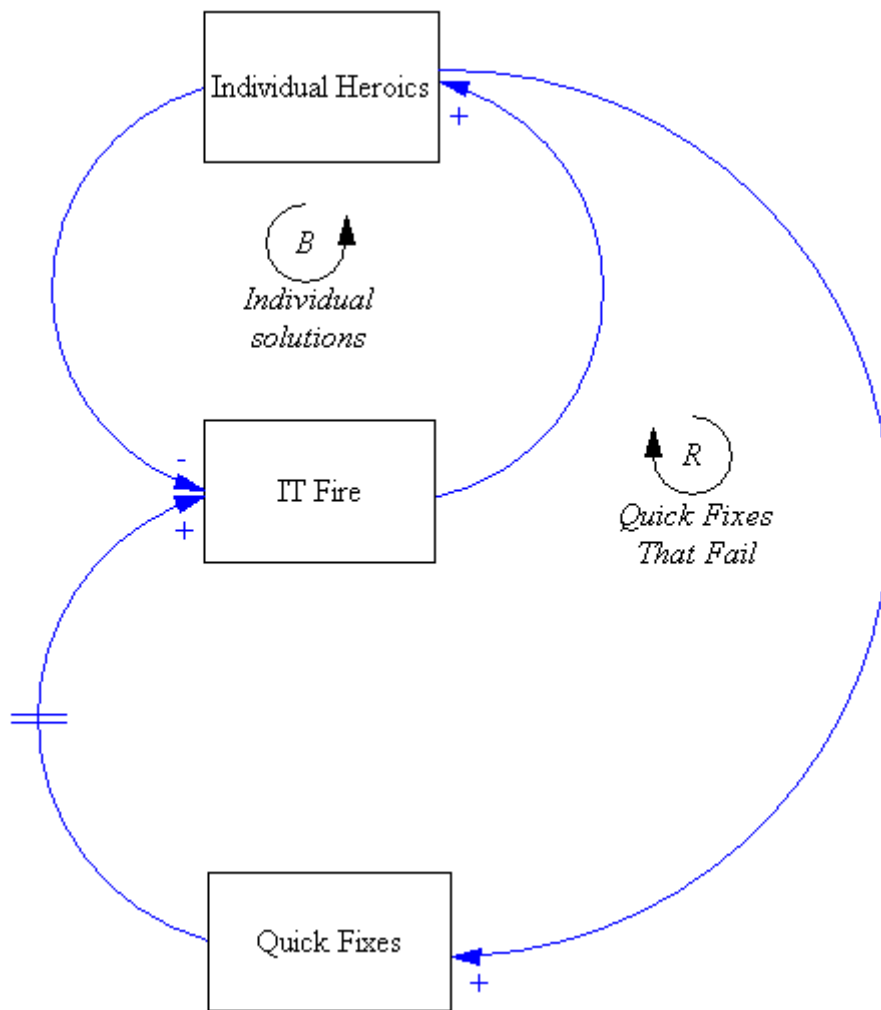 Individual Heroics
+
B
Individual
solutions
-
IT Fire
+
R
Quick Fixes
That Fail
Quick Fixes
+